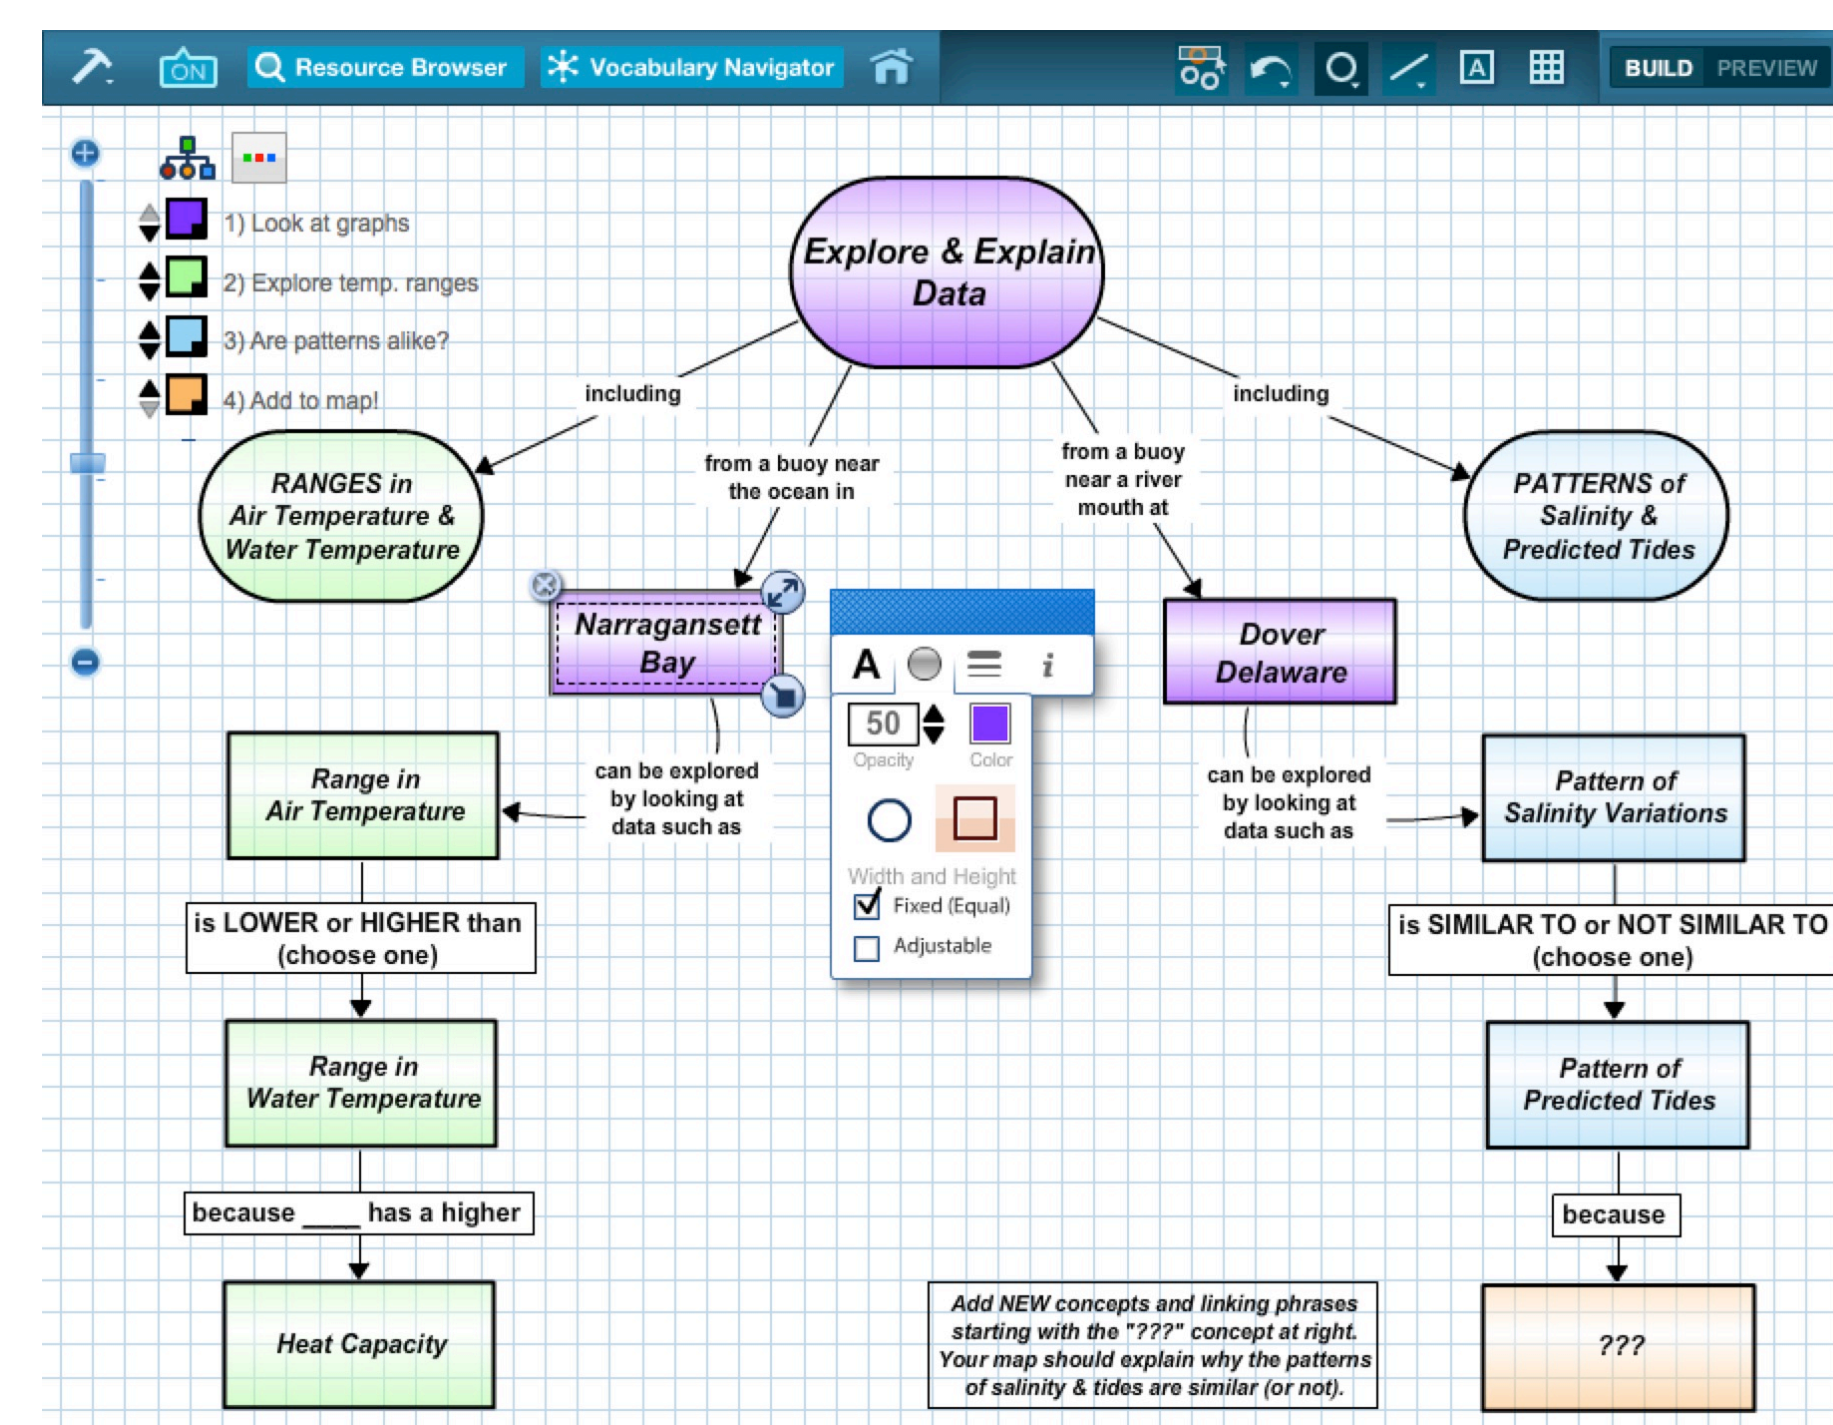 ON
Resource Browser
Vocabulary Navigator
A
BUILD PREVIEW
1) Look at graphs
2) Explore temp. ranges
3) Are patterns alike?
4) Add to map!
Explore & Explain
Data
including
including
from a buoy near
the ocean in
from a buoy
near a river
mouth at
RANGES in
Air Temperature &
Water Temperature
PATTERNS of
Salinity &
Predicted Tides
Narragansett
Bay
A
i
50
Opacity
Color
Width and Height
Fixed (Equal)
Adjustable
Dover
Delaware
Range in
Air Temperature
can be explored
by looking at
data such as
can be explored
by looking at
data such as
Pattern of
Salinity Variations
is LOWER or HIGHER than
(choose one)
is SIMILAR TO or NOT SIMILAR TO
(choose one)
Range in
Water Temperature
Pattern of
Predicted Tides
because ____ has a higher
because
Heat Capacity
Add NEW concepts and linking phrases
starting with the "???" concept at right.
Your map should explain why the patterns
of salinity & tides are similar (or not).
???